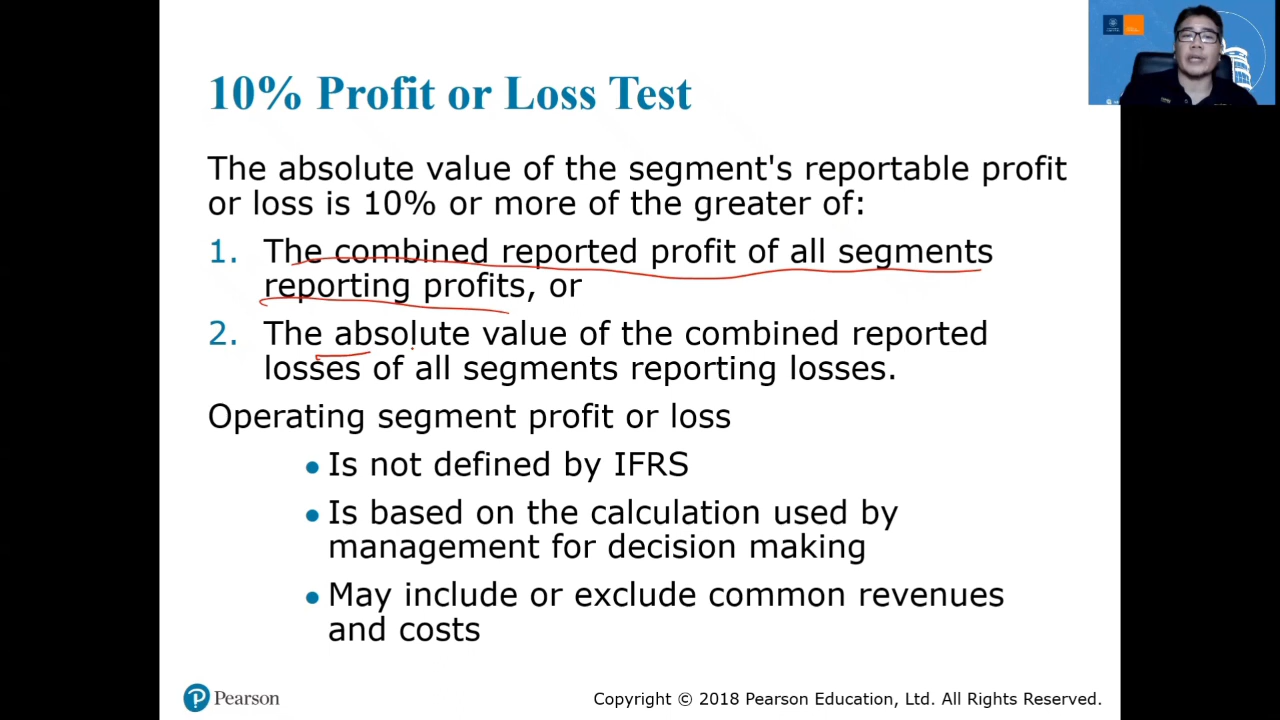 10% Profit or Loss Test
The absolute value of the segment's reportable profit
or loss is 10% or more of the greater of:
1. The combined reported profit of all segments
reporting profits, or
2. The absolute value of the combined reported
losses of all segments reporting losses.
Operating segment profit or loss
• Is not defined by IFRS
• Is based on the calculation used by
management for decision making
• May include or exclude common revenues
and costs
Pearson
Copyright © 2018 Pearson Education, Ltd. All Rights Reserved.